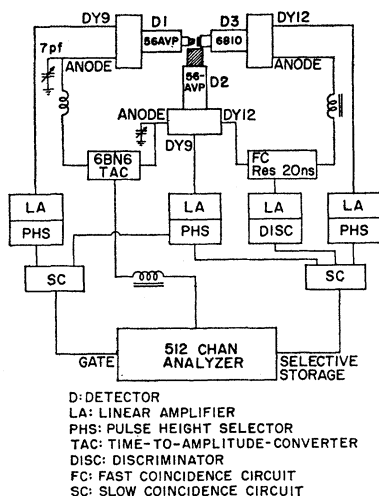 DY9 D1 D3 DY12
7pf 56AVP 6810
ANODE ANODE
56-AVP D2
ANODE DY12
DY9
6BN6 TAC
FC Res 20ns
LA LA LA LA
PHS PHS DISC PHS
SC SC
GATE 512 CHAN ANALYZER SELECTIVE STORAGE
D: DETECTOR
LA: LINEAR AMPLIFIER
PHS: PULSE HEIGHT SELECTOR
TAC: TIME-TO-AMPLITUDE-CONVERTER
DISC: DISCRIMINATOR
FC: FAST COINCIDENCE CIRCUIT
SC: SLOW COINCIDENCE CIRCUIT